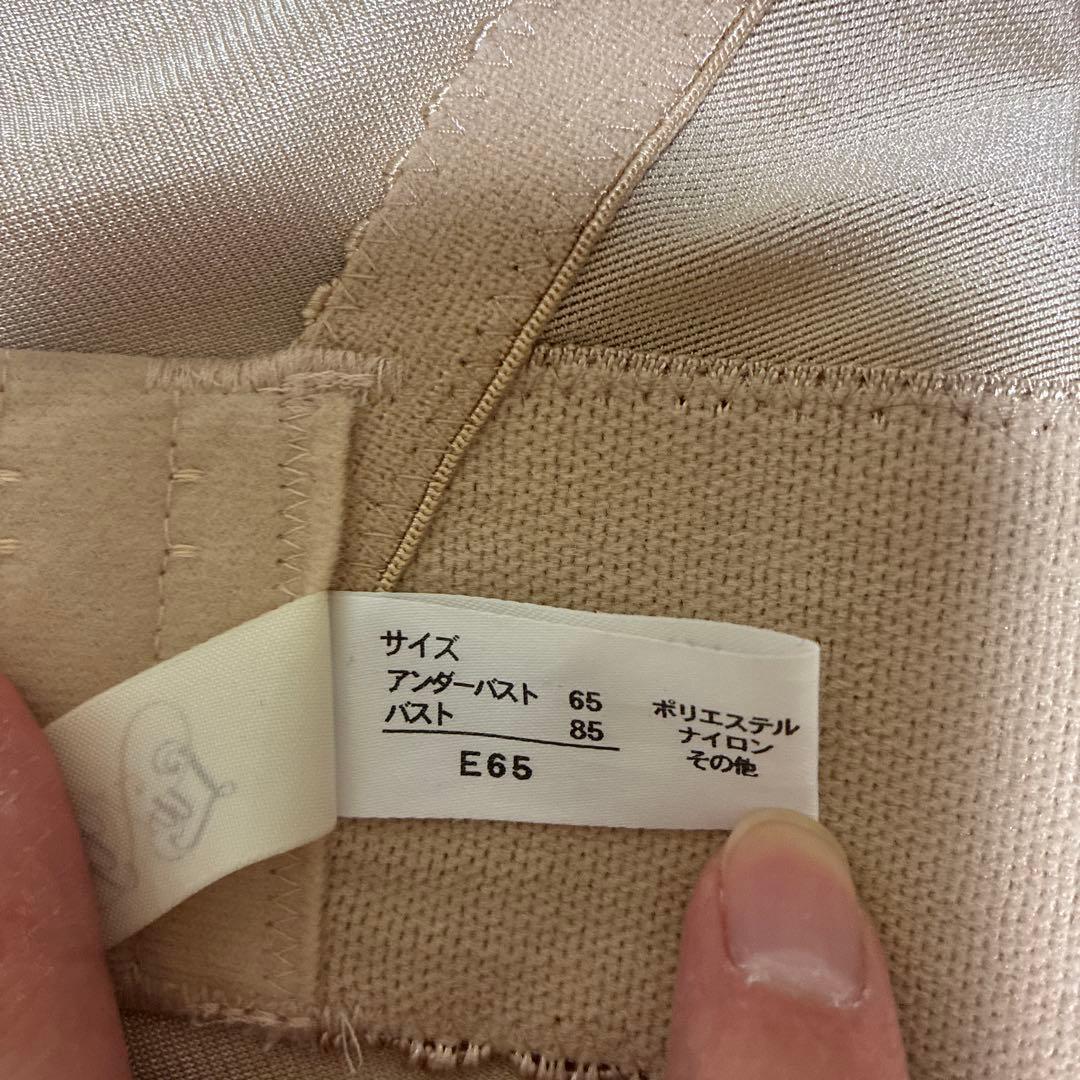 サイズ
アンダーバスト 65
バスト 85
E65
ポリエステル
ナイロン
その他